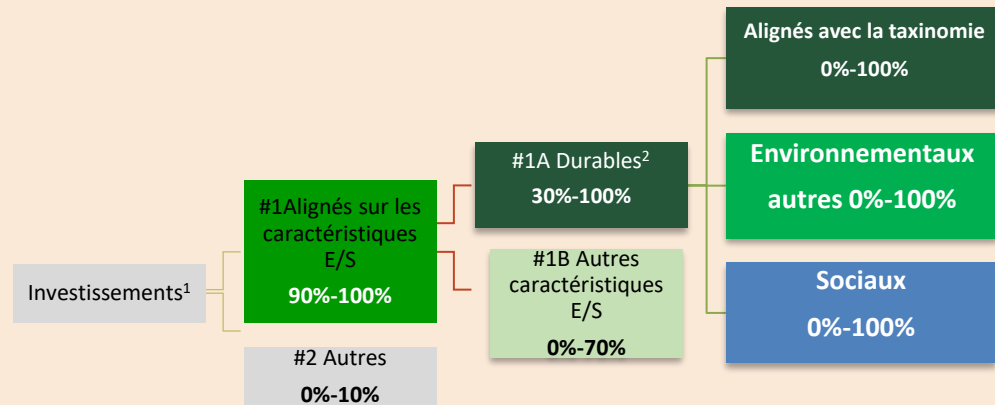 Investissements¹
#1Alignés sur les
caractéristiques
E/S
90%-100%
#2 Autres
0%-10%
#1A Durables²
30%-100%
#1B Autres
caractéristiques
E/S
0%-70%
Alignés avec la taxinomie
0%-100%
Environnementaux
autres 0%-100%
Sociaux
0%-100%